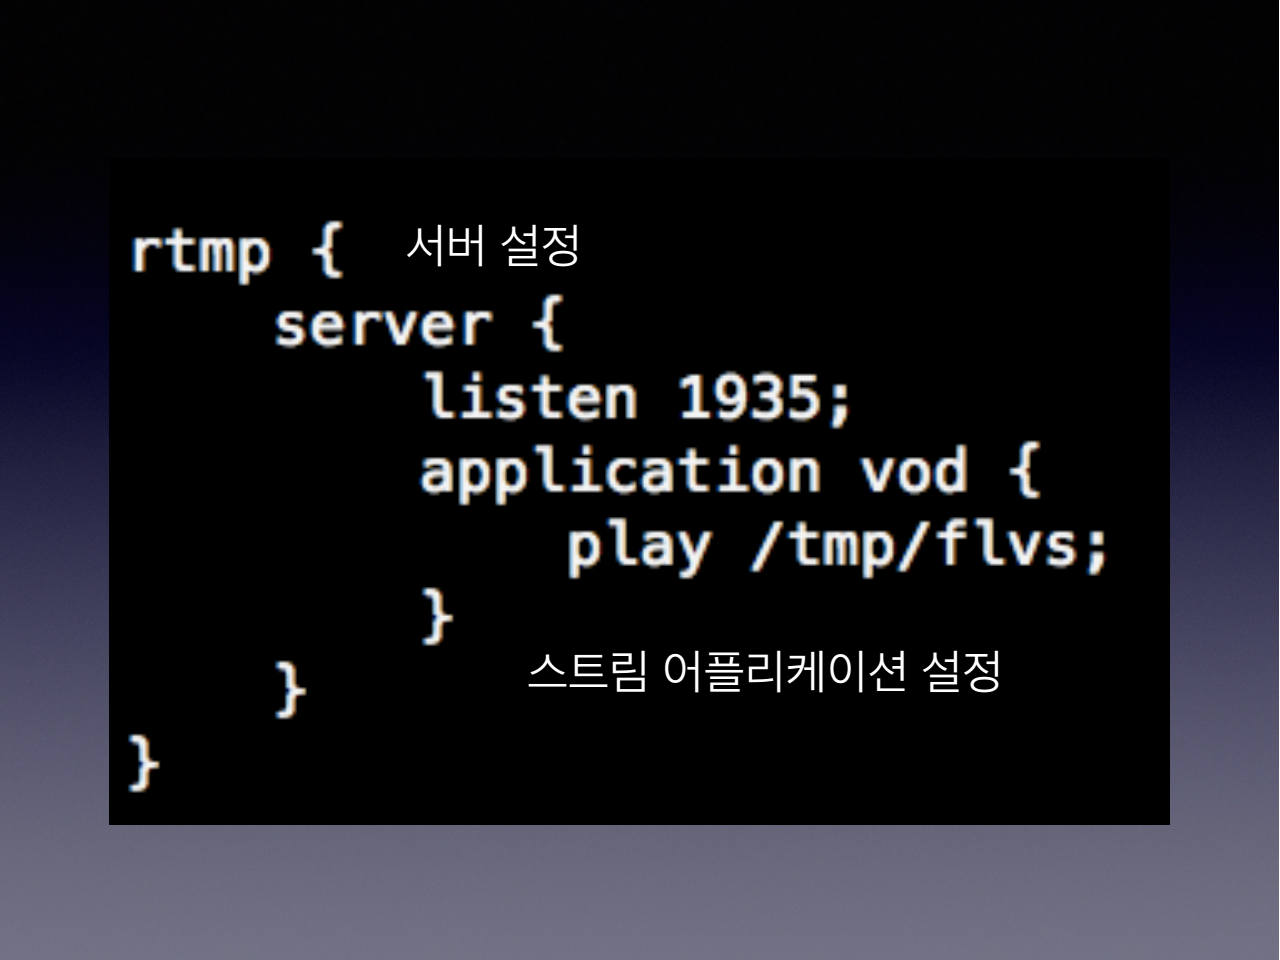 rtmp { 서버 설정
server {
listen 1935;
application vod {
play /tmp/flvs;
}
스트림 어플리케이션 설정
}
}